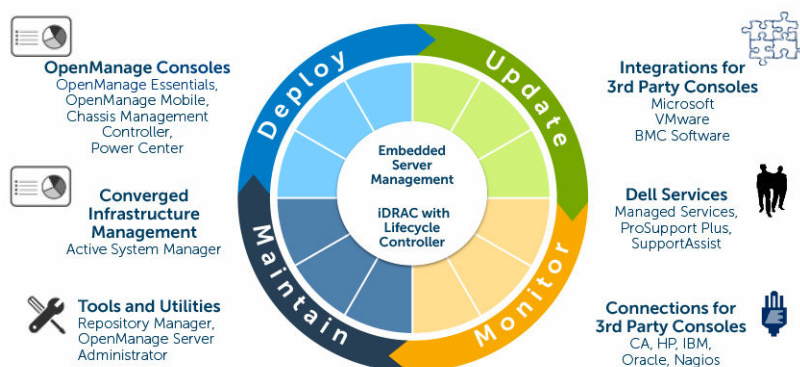 OpenManage Consoles
OpenManage Essentials,
OpenManage Mobile,
Chassis Management
Controller,
Power Center
Converged
Infrastructure
Management
Active System Manager
Tools and Utilities
Repository Manager,
OpenManage Server
Administrator
Deploy
Update
Maintain
Monitor
Embedded
Server
Management
iDRAC with
Lifecycle
Controller
Integrations for
3rd Party Consoles
Microsoft
VMware
BMC Software
Dell Services
Managed Services,
ProSupport Plus,
SupportAssist
Connections for
3rd Party Consoles
CA, HP, IBM,
Oracle, Nagios